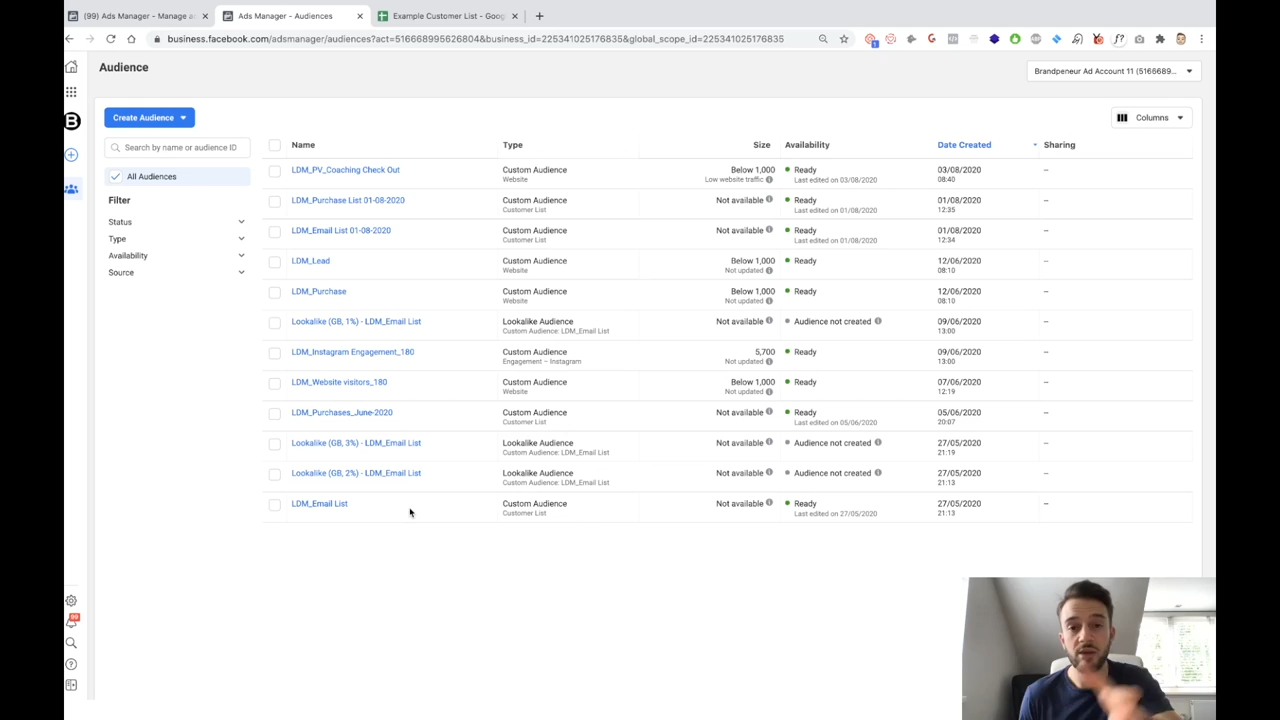 (99) Ads Manager - Manage a
Ads Manager - Audiences
Example Customer List - Goog
business.facebook.com/adsmanager/audiences?act=516668995626804&business_id=225341025176835&global_scope_id=225341025176835
Audience
Brandpeneur Ad Account 11 (5166689...
Create Audience
Columns
Search by name or audience ID
All Audiences
Filter
Status
Type
Availability
Source
Name Type Size Availability Date Created Sharing
LDM_PV_Coaching Check Out Custom Audience Below 1,000 Ready 03/08/2020 –
Website Low website traffic Last edited on 03/08/2020 08:40
LDM_Purchase List 01-08-2020 Custom Audience Not available Ready 01/08/2020 –
Customer List Last edited on 01/08/2020 12:35
LDM_Email List 01-08-2020 Custom Audience Not available Ready 01/08/2020 –
Customer List Last edited on 01/08/2020 12:34
LDM_Lead Custom Audience Below 1,000 Ready 12/06/2020 –
Website Not updated 08:10
LDM_Purchase Custom Audience Below 1,000 Ready 12/06/2020 –
Website Not updated 08:10
Lookalike (GB, 1%) - LDM_Email List Lookalike Audience Not available Audience not created 09/06/2020 –
Custom Audience: LDM_Email List 13:00
LDM_Instagram Engagement_180 Custom Audience 5,700 Ready 09/06/2020 –
Engagement – Instagram Not updated 13:00
LDM_Website visitors_180 Custom Audience Below 1,000 Ready 07/06/2020 –
Website Not updated 12:19
LDM_Purchases_June-2020 Custom Audience Not available Ready 05/06/2020 –
Customer List Last edited on 05/06/2020 20:07
Lookalike (GB, 3%) - LDM_Email List Lookalike Audience Not available Audience not created 27/05/2020 –
Custom Audience: LDM_Email List 21:19
Lookalike (GB, 2%) - LDM_Email List Lookalike Audience Not available Audience not created 27/05/2020 –
Custom Audience: LDM_Email List 21:13
LDM_Email List Custom Audience Not available Ready 27/05/2020 –
Customer List Last edited on 27/05/2020 21:13